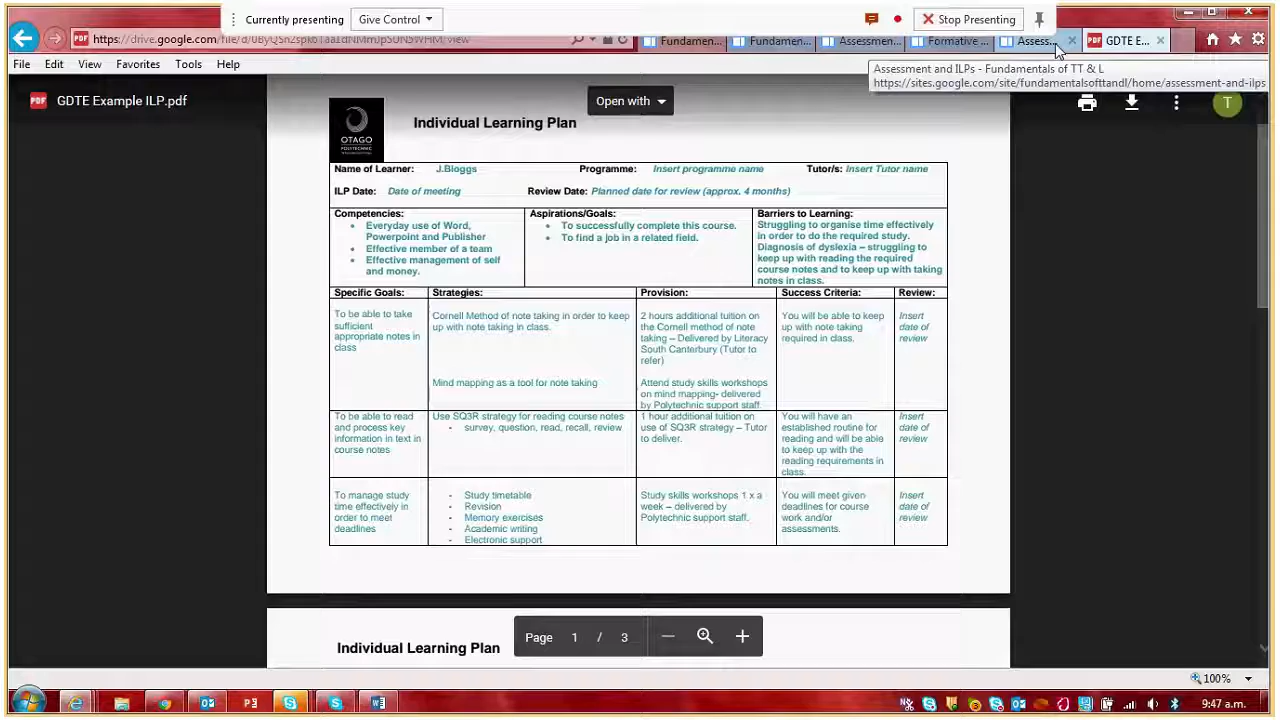 Currently presenting Give Control Stop Presenting
https://drive.google.com/file/d/0ByQSn2spk6TaaTdNMmJpSUN5WHM/view Fundamen... Fundamen... Assessmen... Formative ... Assess... GDTE E...
File Edit View Favorites Tools Help
Assessment and ILPs - Fundamentals of TT & L
https://sites.google.com/site/fundamentalsofttandl/home/assessment-and-ilps
PDF GDTE Example ILP.pdf
Open with
T
OTAGO
POLYTECHNIC
Individual Learning Plan
Name of Learner: J.Bloggs Programme: Insert programme name Tutor/s: Insert Tutor name
ILP Date: Date of meeting Review Date: Planned date for review (approx. 4 months)
Competencies:
Everyday use of Word,
Powerpoint and Publisher
Effective member of a team
Effective management of self
and money.
Aspirations/Goals:
To successfully complete this course.
To find a job in a related field.
Barriers to Learning:
Struggling to organise time effectively
in order to do the required study.
Diagnosis of dyslexia – struggling to
keep up with reading the required
course notes and to keep up with taking
notes in class.
Specific Goals: Strategies: Provision: Success Criteria: Review:
To be able to take
sufficient
appropriate notes in
class
Cornell Method of note taking in order to keep
up with note taking in class.
Mind mapping as a tool for note taking
2 hours additional tuition on
the Cornell method of note
taking – Delivered by Literacy
South Canterbury (Tutor to
refer)
Attend study skills workshops
on mind mapping- delivered
by Polytechnic support staff.
You will be able to keep
up with note taking
required in class.
Insert
date of
review
To be able to read
and process key
information in text in
course notes
Use SQ3R strategy for reading course notes
- survey, question, read, recall, review
1 hour additional tuition on
use of SQ3R strategy – Tutor
to deliver.
You will have an
established routine for
reading and will be able
to keep up with the
reading requirements in
class.
Insert
date of
review
To manage study
time effectively in
order to meet
deadlines
- Study timetable
- Revision
- Memory exercises
- Academic writing
- Electronic support
Study skills workshops 1 x a
week – delivered by
Polytechnic support staff.
You will meet given
deadlines for course
work and/or
assessments.
Insert
date of
review
Page 1 / 3
Individual Learning Plan
100%
9:47 a.m.